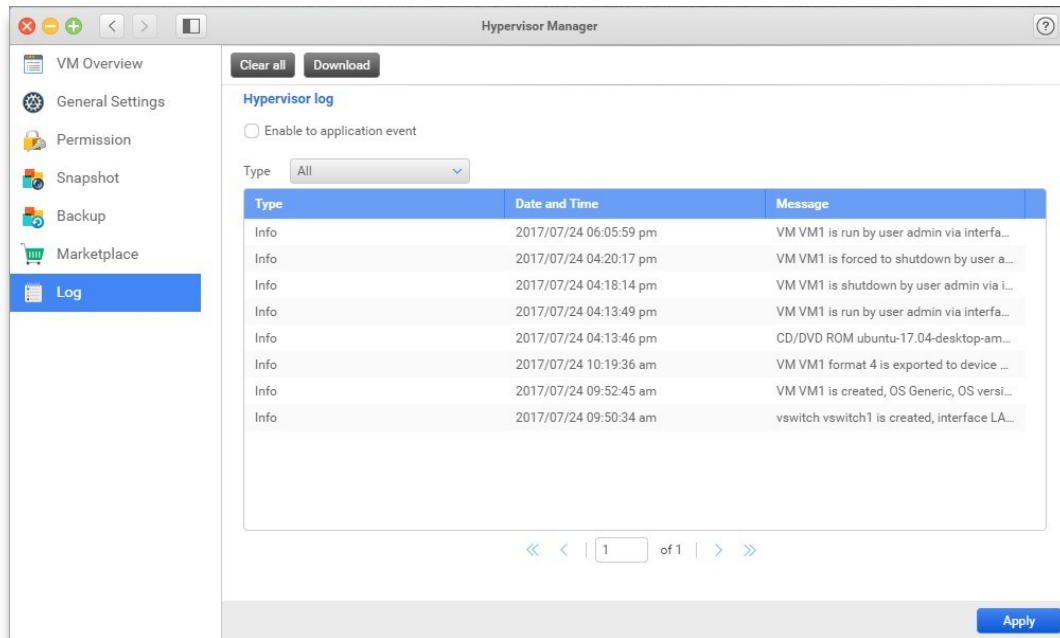 Hypervisor Manager
VM Overview
General Settings
Permission
Snapshot
Backup
Marketplace
Log
Clear all Download
Hypervisor log
Enable to application event
Type All
Type Date and Time Message
Info 2017/07/24 06:05:59 pm VM VM1 is run by user admin via interfa...
Info 2017/07/24 04:20:17 pm VM VM1 is forced to shutdown by user a...
Info 2017/07/24 04:18:14 pm VM VM1 is shutdown by user admin via i...
Info 2017/07/24 04:13:49 pm VM VM1 is run by user admin via interfa...
Info 2017/07/24 04:13:46 pm CD/DVD ROM ubuntu-17.04-desktop-am...
Info 2017/07/24 10:19:36 am VM VM1 format 4 is exported to device ...
Info 2017/07/24 09:52:45 am VM VM1 is created, OS Generic, OS versi...
Info 2017/07/24 09:50:34 am vswitch vswitch1 is created, interface LA...
1 of 1
Apply